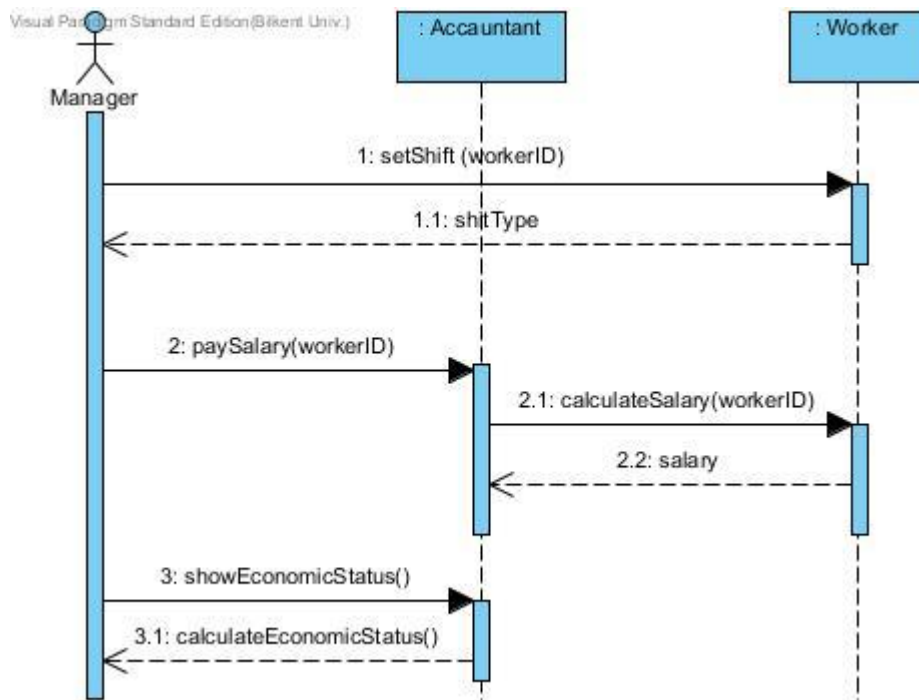 Visual Paradigm Standard Edition(Bilkent Univ.)
: Accauntant
: Worker
Manager
1: setShift (workerID)
1.1: shitType
2: paySalary(workerID)
2.1: calculateSalary(workerID)
2.2: salary
3: showEconomicStatus()
3.1: calculateEconomicStatus()